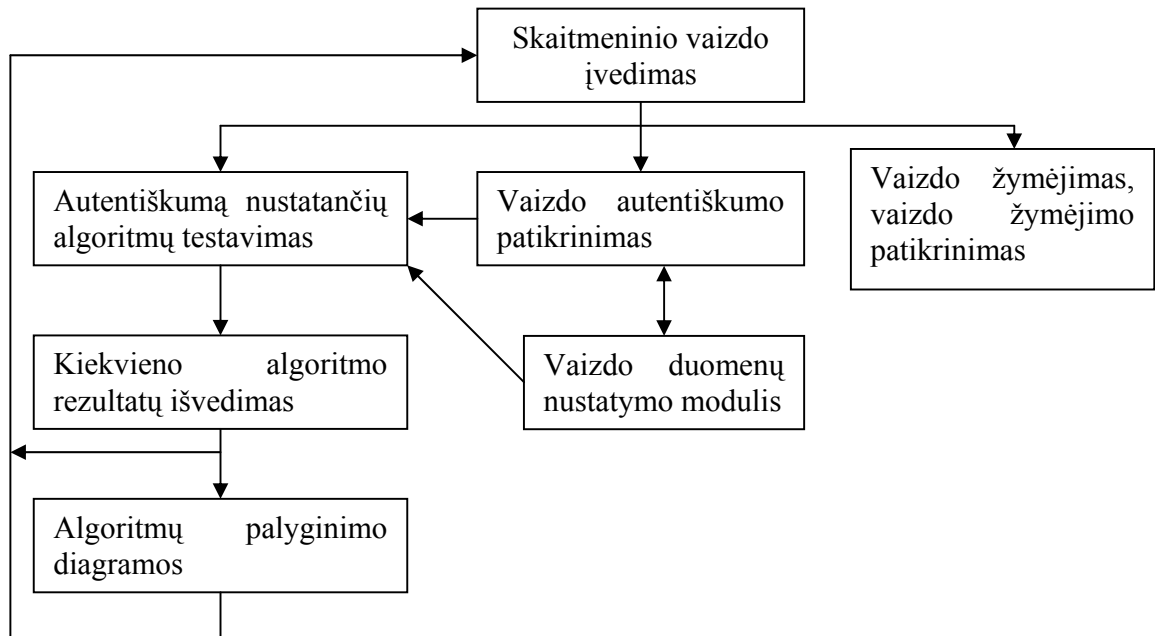 Skaitmeninio vaizdo
įvedimas
Autentiškumą nustatančių
algoritmų testavimas
Vaizdo autentiškumo
patikrinimas
Vaizdo žymėjimas,
vaizdo žymėjimo
patikrinimas
Kiekvieno algoritmo
rezultatų išvedimas
Vaizdo duomenų
nustatymo modulis
Algoritmų palyginimo
diagramos